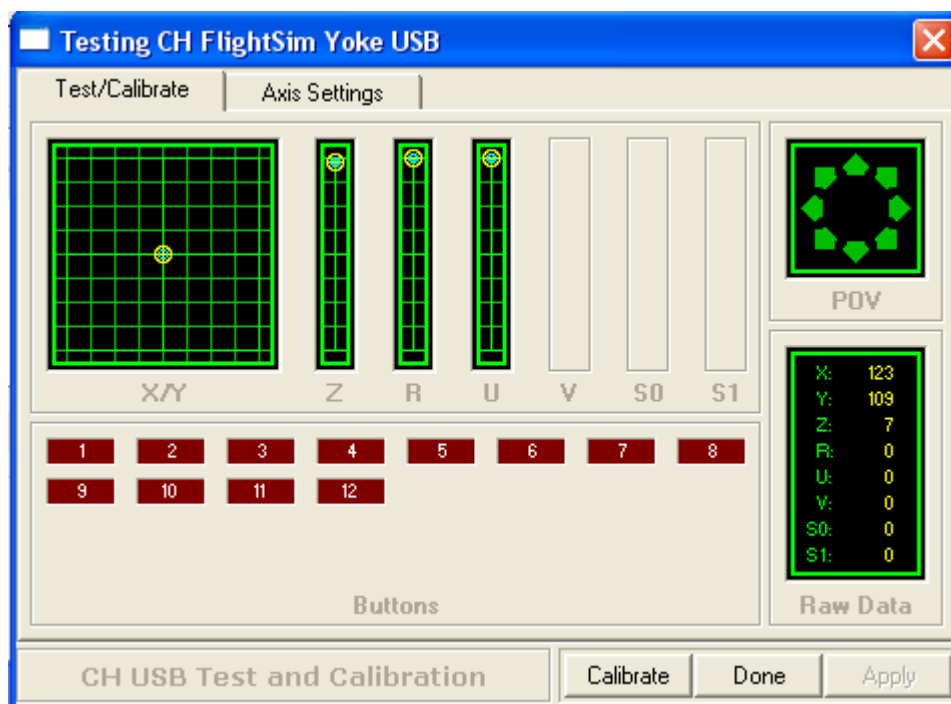 Testing CH FlightSim Yoke USB
Test/Calibrate Axis Settings
X/Y Z R U V S0 S1
POV
1 2 3 4 5 6 7 8
9 10 11 12
Buttons
X: 123
Y: 109
Z: 7
R: 0
U: 0
V: 0
S0: 0
S1: 0
Raw Data
CH USB Test and Calibration
Calibrate Done Apply